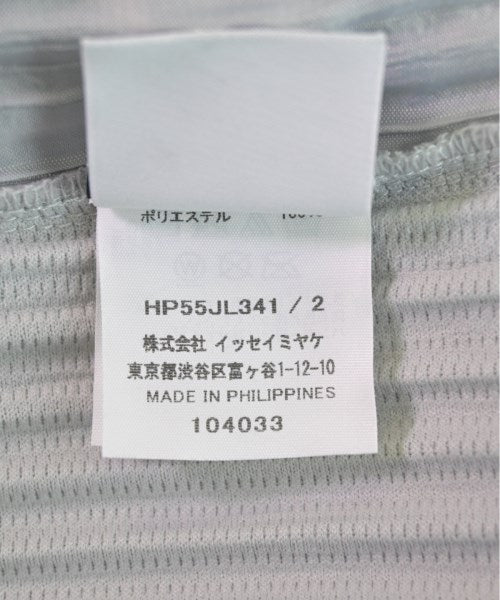 ポリエステル 100%
HP55JL341 / 2
株式会社 イッセイミヤケ
東京都渋谷区富ヶ谷1-12-10
MADE IN PHILIPPINES
104033